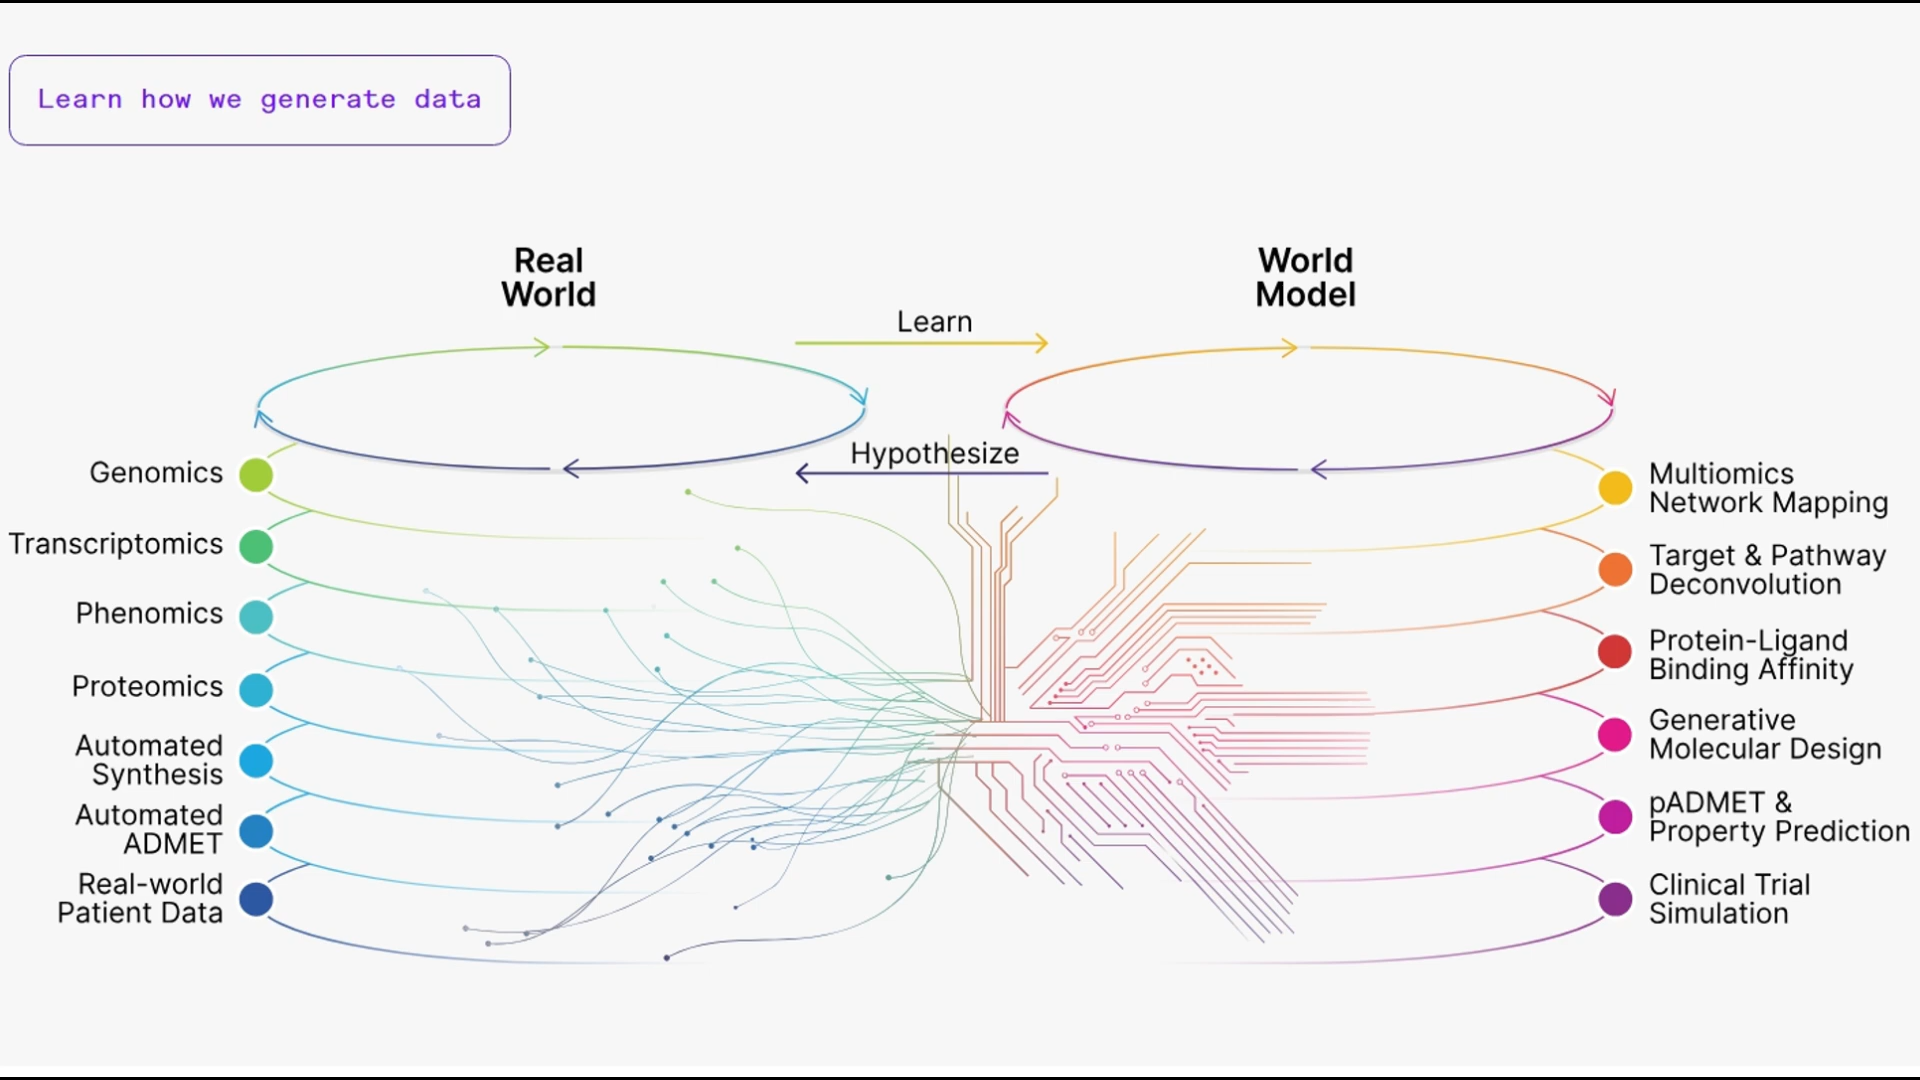 Learn how we generate data
Real
World
World
Model
Learn
Hypothesize
Genomics
Transcriptomics
Phenomics
Proteomics
Automated
Synthesis
Automated
ADMET
Real-world
Patient Data
Multiomics
Network Mapping
Target & Pathway
Deconvolution
Protein-Ligand
Binding Affinity
Generative
Molecular Design
pADMET &
Property Prediction
Clinical Trial
Simulation